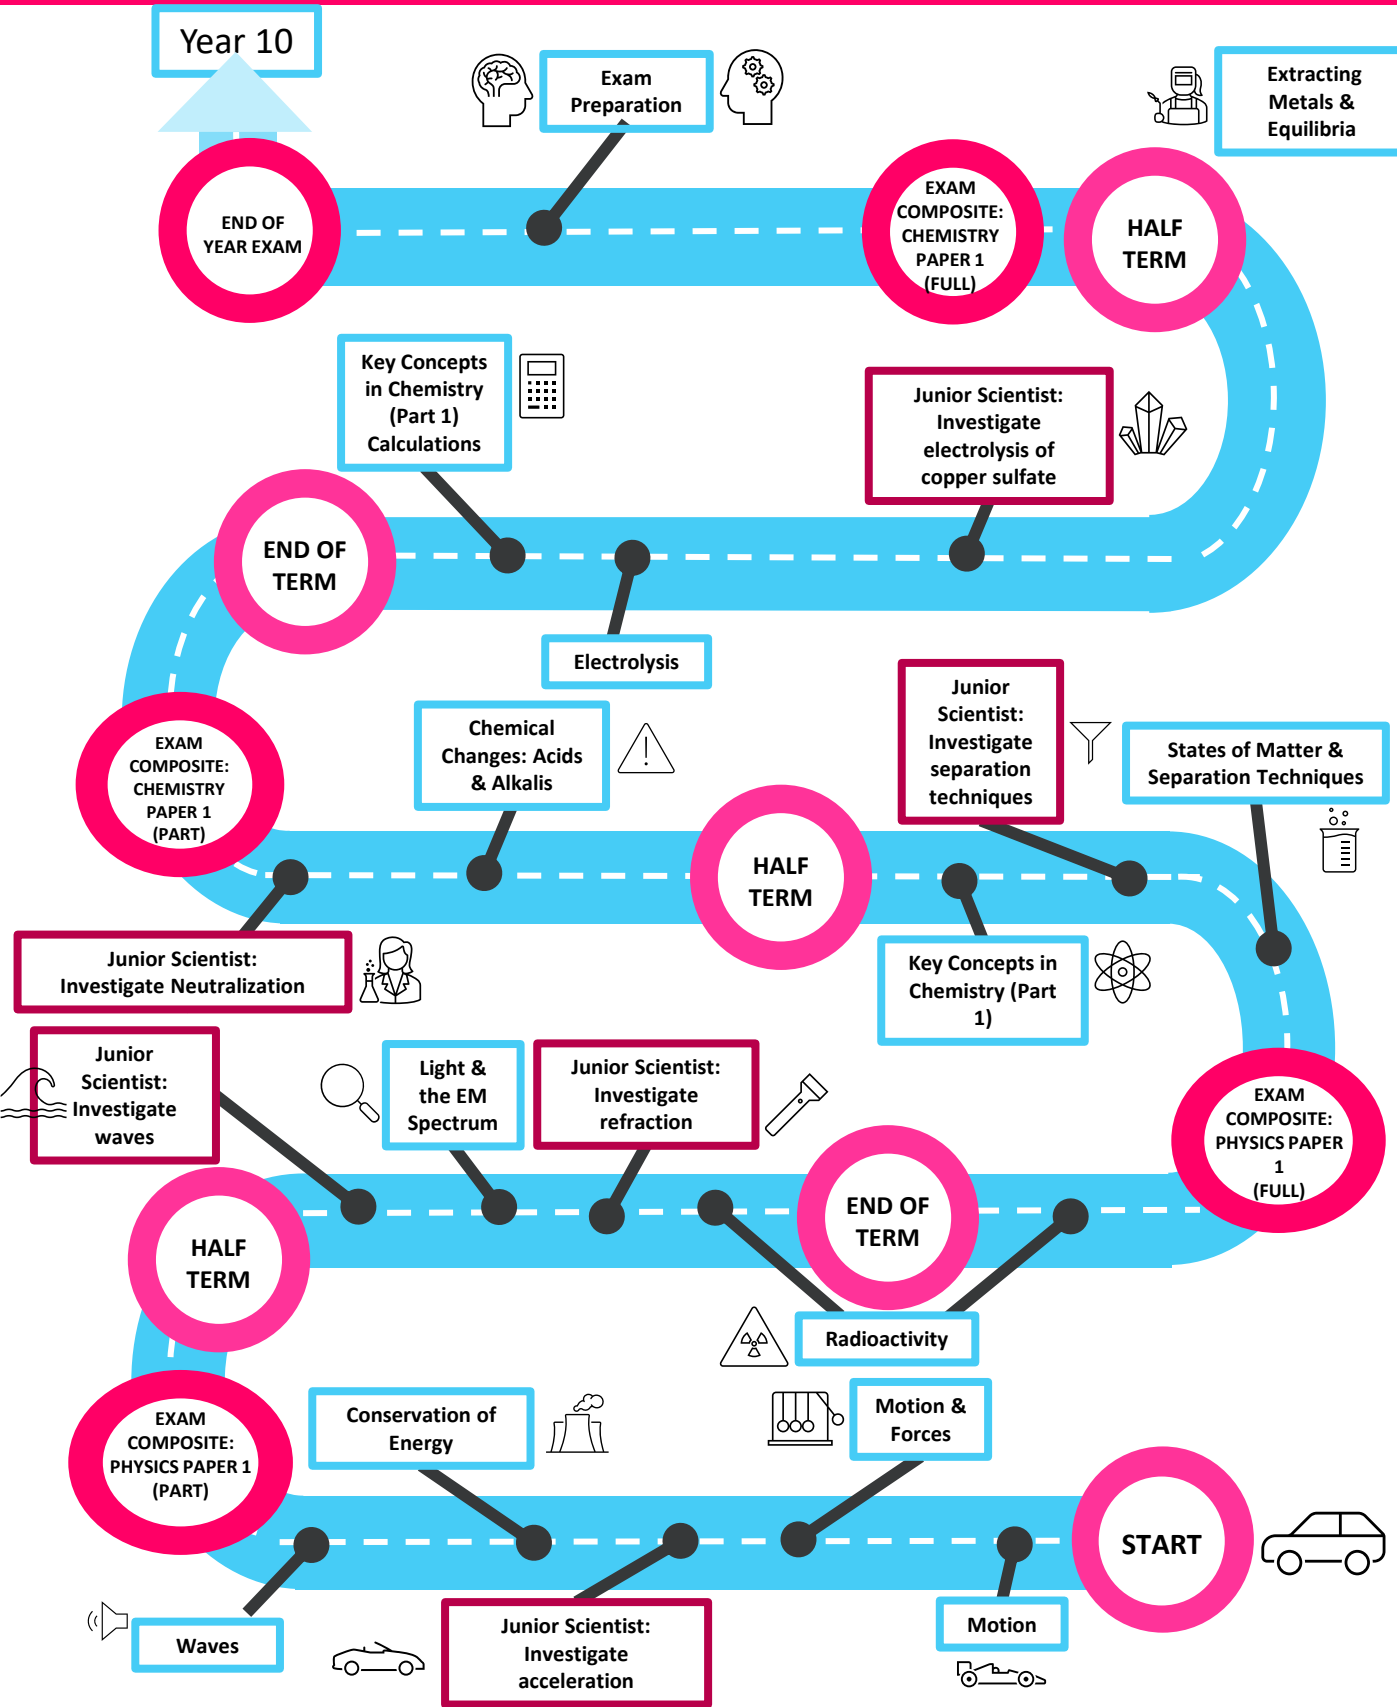 Year 10
Exam
Preparation
Extracting
Metals &
Equilibria
END OF
YEAR EXAM
EXAM
COMPOSITE:
CHEMISTRY
PAPER 1
(FULL)
HALF
TERM
Key Concepts
in Chemistry
(Part 1)
Calculations
Junior Scientist:
Investigate
electrolysis of
copper sulfate
END OF
TERM
Electrolysis
Junior
Scientist:
Investigate
separation
techniques
States of Matter &
Separation Techniques
Chemical
Changes: Acids
& Alkalis
EXAM
COMPOSITE:
CHEMISTRY
PAPER 1
(PART)
HALF
TERM
Junior Scientist:
Investigate Neutralization
Key Concepts in
Chemistry (Part
1)
Junior
Scientist:
Investigate
waves
Light &
the EM
Spectrum
Junior Scientist:
Investigate
refraction
EXAM
COMPOSITE:
PHYSICS PAPER
1
(FULL)
HALF
TERM
END OF
TERM
Radioactivity
EXAM
COMPOSITE:
PHYSICS PAPER 1
(PART)
Conservation of
Energy
Motion &
Forces
START
Waves
Junior Scientist:
Investigate
acceleration
Motion